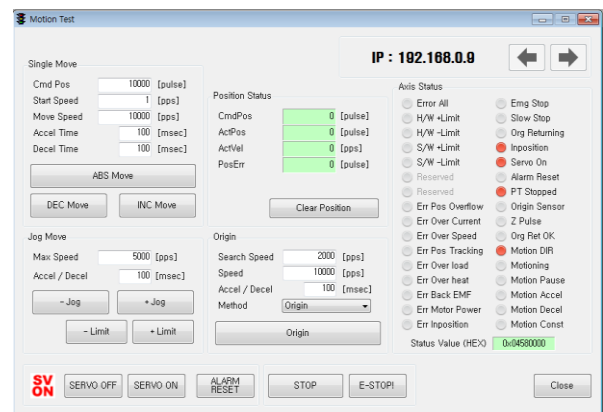 Motion Test
IP : 192.168.0.9
Single Move
Cmd Pos 10000 [pulse]
Start Speed 1 [pps]
Move Speed 10000 [pps]
Accel Time 100 [msec]
Decel Time 100 [msec]
ABS Move
DEC Move INC Move
Position Status
CmdPos 0 [pulse]
ActPos 0 [pulse]
ActVel 0 [pps]
PosErr 0 [pulse]
Clear Position
Jog Move
Max Speed 5000 [pps]
Accel / Decel 100 [msec]
- Jog + Jog
- Limit + Limit
Origin
Search Speed 2000 [pps]
Speed 10000 [pps]
Accel / Decel 100 [msec]
Method Origin
Origin
Axis Status
Error All Emg Stop
H/W +Limit Slow Stop
H/W -Limit Org Returning
S/W +Limit Inposition
S/W -Limit Servo On
Reserved Alarm Reset
Reserved PT Stopped
Err Pos Overflow Origin Sensor
Err Over Current Z Pulse
Err Over Speed Org Ret OK
Err Pos Tracking Motion DIR
Err Over load Motioning
Err Over heat Motion Pause
Err Back EMF Motion Accel
Err Motor Power Motion Decel
Err Inposition Motion Const
Status Value (HEX) 0x04580000
SV
ON
SERVO OFF SERVO ON
ALARM
RESET
STOP E-STOP! Close